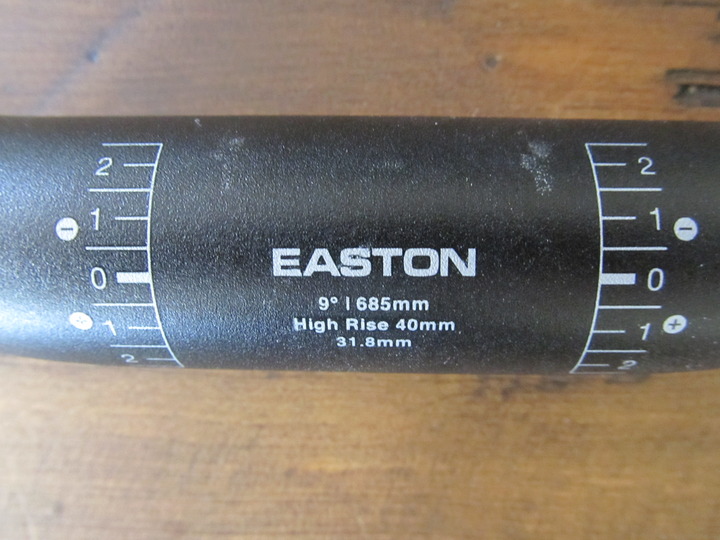 2 2
⊖ 1 1 ⊖
0 0
EASTON
9° | 685mm
⊕ 1 High Rise 40mm 1 ⊕
31.8mm
2 2